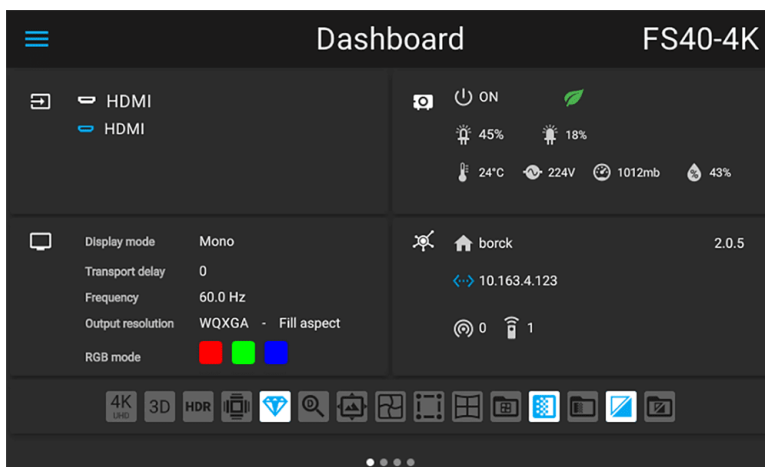 Dashboard FS40-4K
HDMI
HDMI
ON
45% 18%
24°C 224V 1012mb % 43%
Display mode Mono
Transport delay 0
Frequency 60.0 Hz
Output resolution WQXGA - Fill aspect
RGB mode
borck 2.0.5
10.163.4.123
0 1
4K UHD 3D HDR D